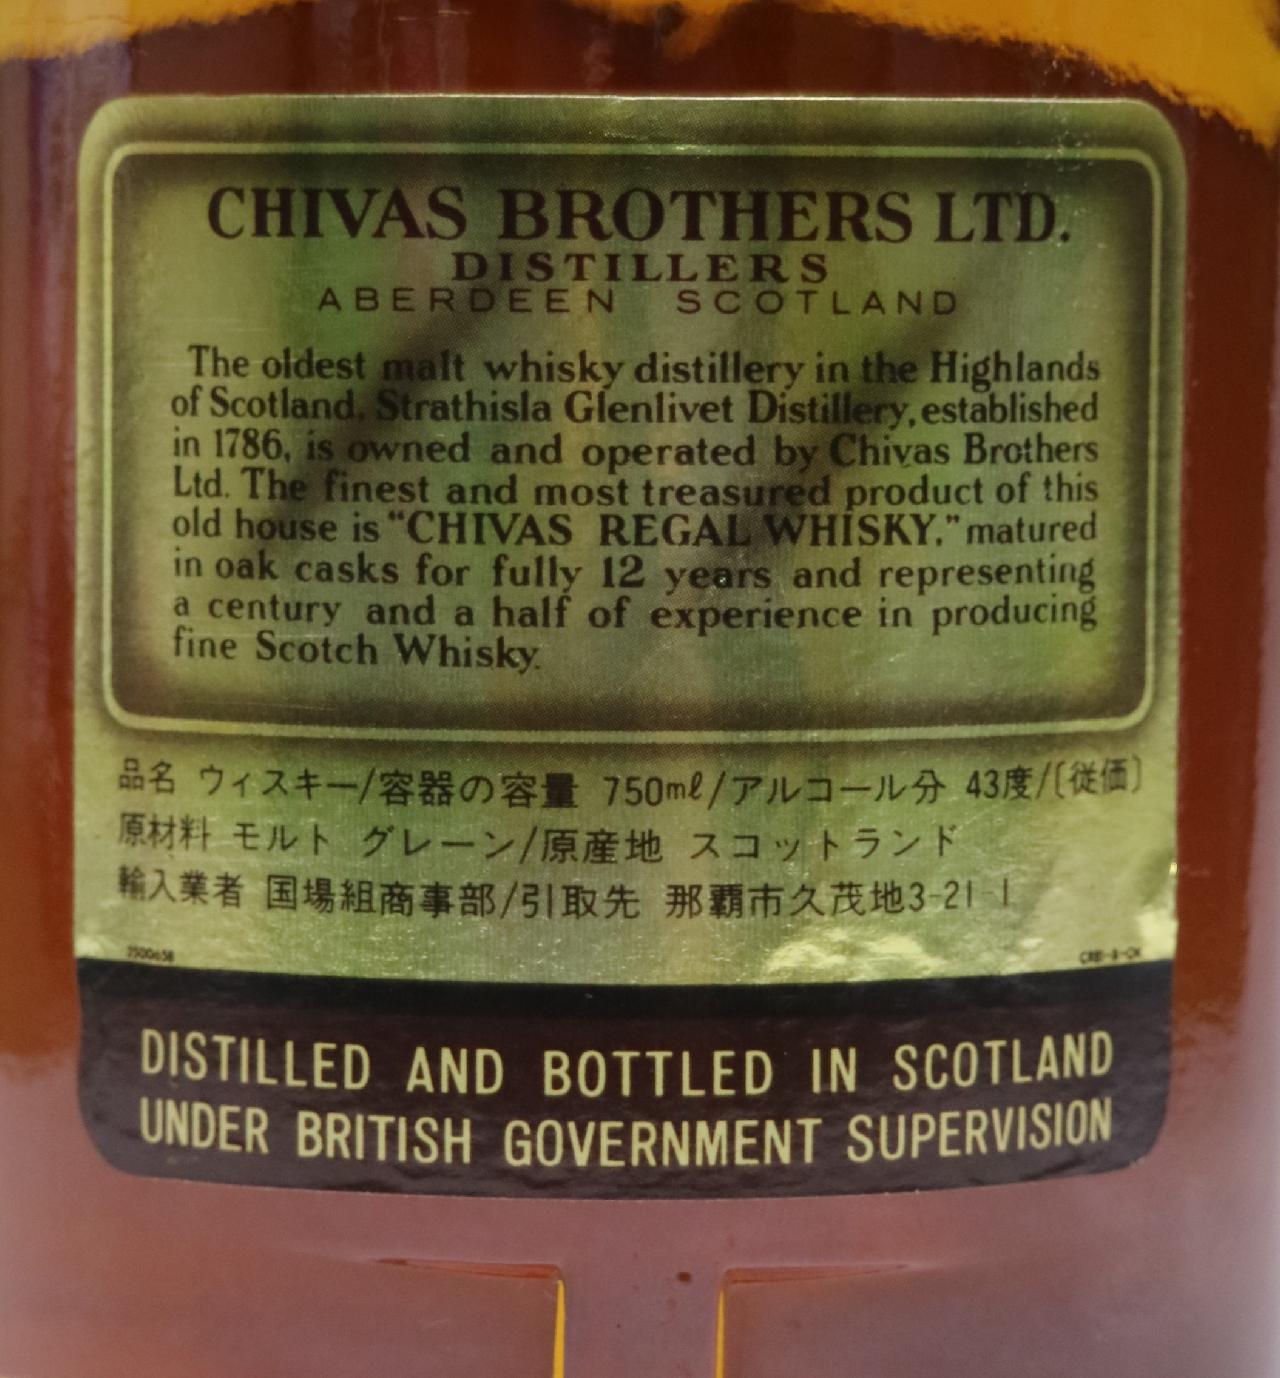 CHIVAS BROTHERS LTD.
DISTILLERS
ABERDEEN SCOTLAND
The oldest malt whisky distillery in the Highlands
of Scotland, Strathisla Glenlivet Distillery, established
in 1786, is owned and operated by Chivas Brothers
Ltd. The finest and most treasured product of this
old house is "CHIVAS REGAL WHISKY," matured
in oak casks for fully 12 years and representing
a century and a half of experience in producing
fine Scotch Whisky.
品名 ウィスキー/容器の容量 750mℓ/アルコール分 43度/〔従価〕
原材料 モルト グレーン/原産地 スコットランド
輸入業者 国場組商事部/引取先 那覇市久茂地3-21-1
DISTILLED AND BOTTLED IN SCOTLAND
UNDER BRITISH GOVERNMENT SUPERVISION